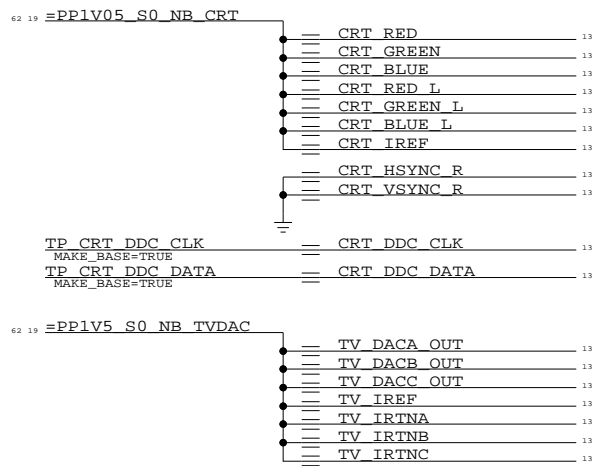 62 19 =PP1V05_S0_NB_CRT
CRT_RED 13
CRT_GREEN 13
CRT_BLUE 13
CRT_RED_L 13
CRT_GREEN_L 13
CRT_BLUE_L 13
CRT_IREF 13
CRT_HSYNC_R 13
CRT_VSYNC_R 13
TP_CRT_DDC_CLK CRT_DDC_CLK 13
MAKE_BASE=TRUE
TP_CRT_DDC_DATA CRT_DDC_DATA 13
MAKE_BASE=TRUE
62 19 =PP1V5_S0_NB_TVDAC
TV_DACA_OUT 13
TV_DACB_OUT 13
TV_DACC_OUT 13
TV_IREF 13
TV_IRTNA 13
TV_IRTNB 13
TV_IRTNC 13